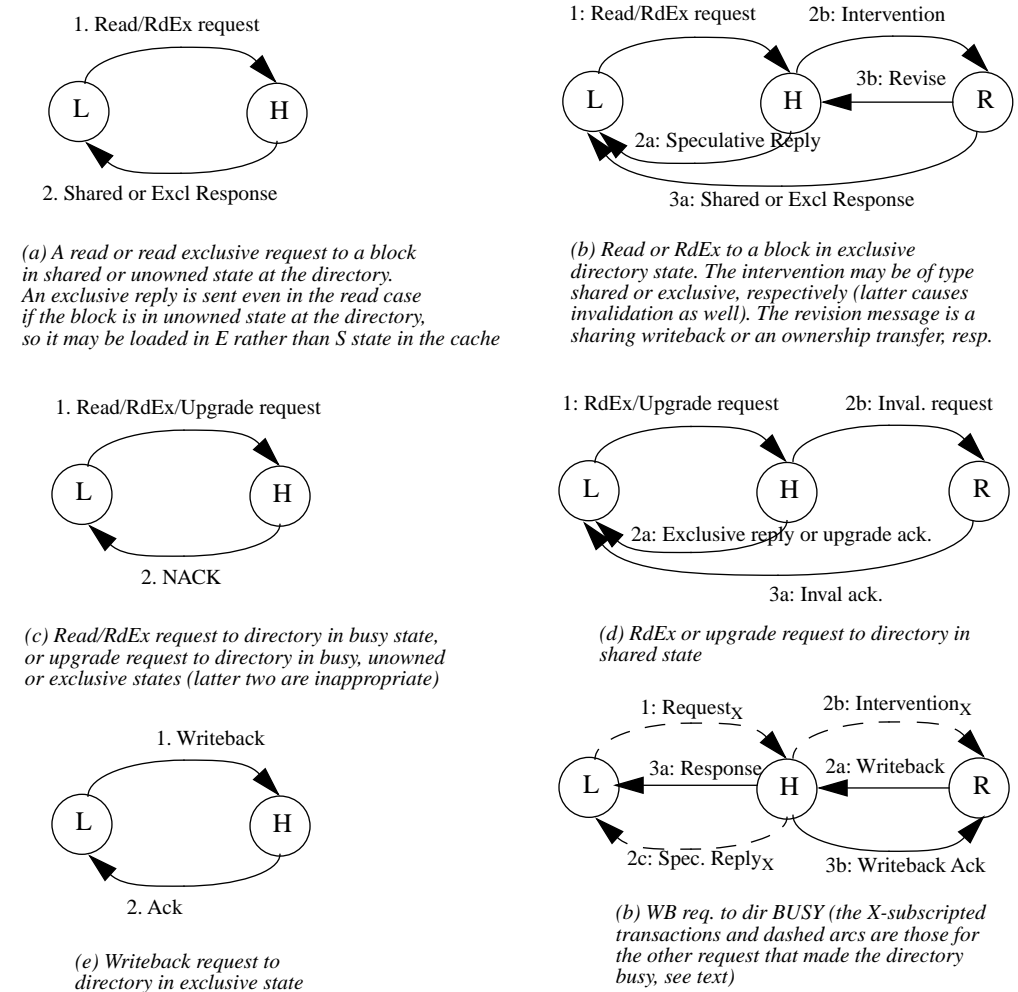 1. Read/RdEx request
L
H
2. Shared or Excl Response
(a) A read or read exclusive request to a block
in shared or unowned state at the directory.
An exclusive reply is sent even in the read case
if the block is in unowned state at the directory,
so it may be loaded in E rather than S state in the cache
1: Read/RdEx request
2b: Intervention
3b: Revise
L
H
R
2a: Speculative Reply
3a: Shared or Excl Response
(b) Read or RdEx to a block in exclusive
directory state. The intervention may be of type
shared or exclusive, respectively (latter causes
invalidation as well). The revision message is a
sharing writeback or an ownership transfer, resp.
1. Read/RdEx/Upgrade request
L
H
2. NACK
(c) Read/RdEx request to directory in busy state,
or upgrade request to directory in busy, unowned
or exclusive states (latter two are inappropriate)
1: RdEx/Upgrade request
2b: Inval. request
L
H
R
2a: Exclusive reply or upgrade ack.
3a: Inval ack.
(d) RdEx or upgrade request to directory in
shared state
1. Writeback
L
H
2. Ack
(e) Writeback request to
directory in exclusive state
1: RequestX
2b: InterventionX
3a: Response
2a: Writeback
L
H
R
2c: Spec. ReplyX
3b: Writeback Ack
(b) WB req. to dir BUSY (the X-subscripted
transactions and dashed arcs are those for
the other request that made the directory
busy, see text)